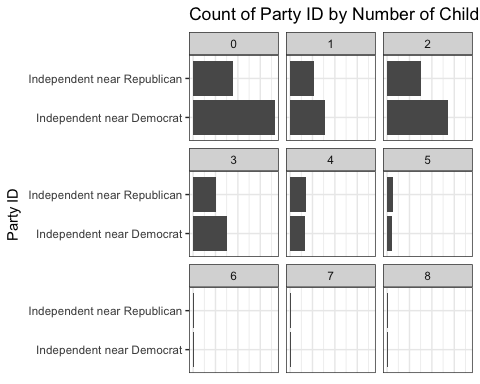 Count of Party ID by Number of Child
0
1
2
Independent near Republican
Independent near Democrat
3
4
5
Independent near Republican
Independent near Democrat
6
7
8
Independent near Republican
Independent near Democrat
Party ID